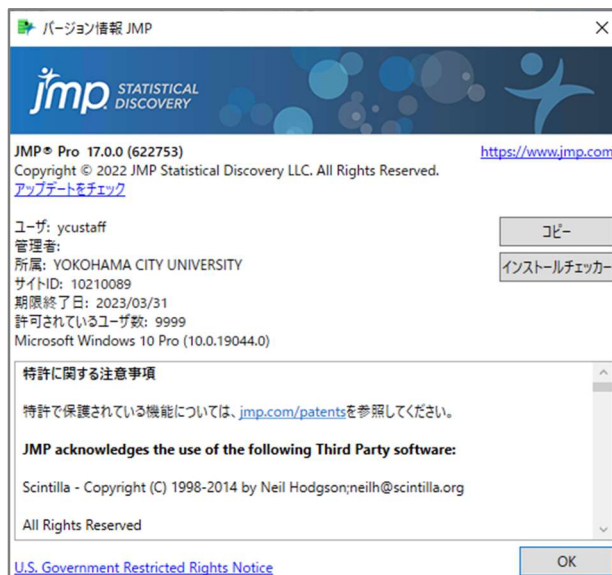 バージョン情報 JMP
jmp STATISTICAL DISCOVERY
JMP® Pro 17.0.0 (622753)
https://www.jmp.com
Copyright © 2022 JMP Statistical Discovery LLC. All Rights Reserved.
アップデートをチェック
ユーザ: ycustaff
コピー
管理者:
所属: YOKOHAMA CITY UNIVERSITY
インストールチェッカー
サイトID: 10210089
期限終了日: 2023/03/31
許可されているユーザ数: 9999
Microsoft Windows 10 Pro (10.0.19044.0)
特許に関する注意事項
特許で保護されている機能については、jmp.com/patentsを参照してください。
JMP acknowledges the use of the following Third Party software:
Scintilla - Copyright (C) 1998-2014 by Neil Hodgson;neilh@scintilla.org
All Rights Reserved
U.S. Government Restricted Rights Notice
OK